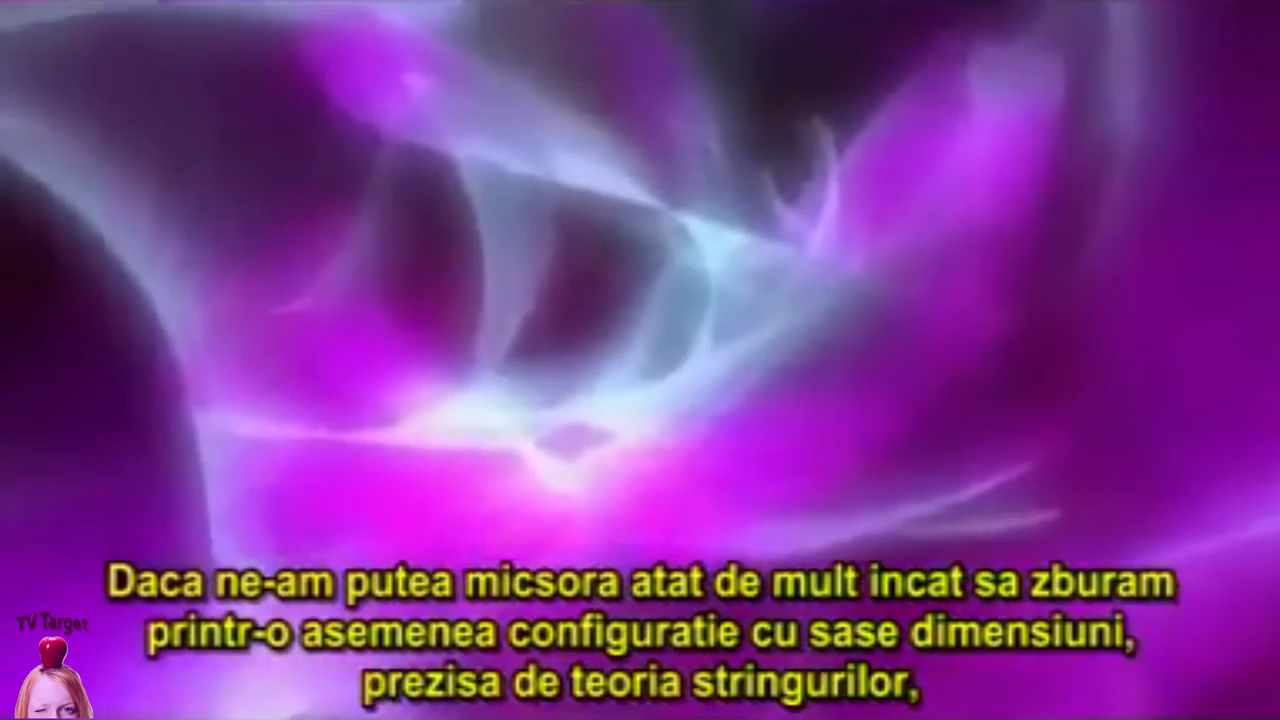 Daca ne-am putea micsora atat de mult incat sa zburam
printr-o asemenea configuratie cu sase dimensiuni,
prezisa de teoria stringurilor,
TV Target